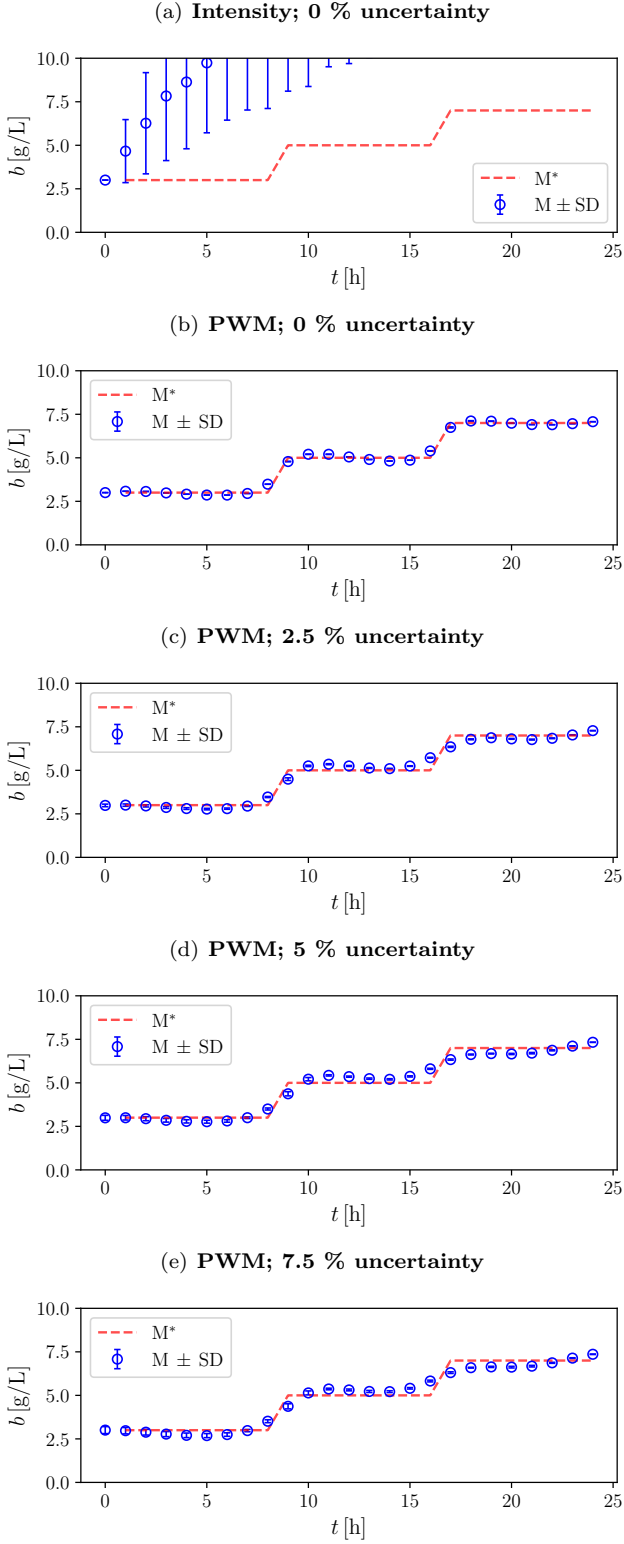 (a) Intensity; 0 % uncertainty
10.0
7.5
5.0
2.5
0.0
b [g/L]
M*
M ± SD
0 5 10 15 20 25
t [h]
(b) PWM; 0 % uncertainty
10.0
7.5
5.0
2.5
0.0
b [g/L]
M*
M ± SD
0 5 10 15 20 25
t [h]
(c) PWM; 2.5 % uncertainty
10.0
7.5
5.0
2.5
0.0
b [g/L]
M*
M ± SD
0 5 10 15 20 25
t [h]
(d) PWM; 5 % uncertainty
10.0
7.5
5.0
2.5
0.0
b [g/L]
M*
M ± SD
0 5 10 15 20 25
t [h]
(e) PWM; 7.5 % uncertainty
10.0
7.5
5.0
2.5
0.0
b [g/L]
M*
M ± SD
0 5 10 15 20 25
t [h]